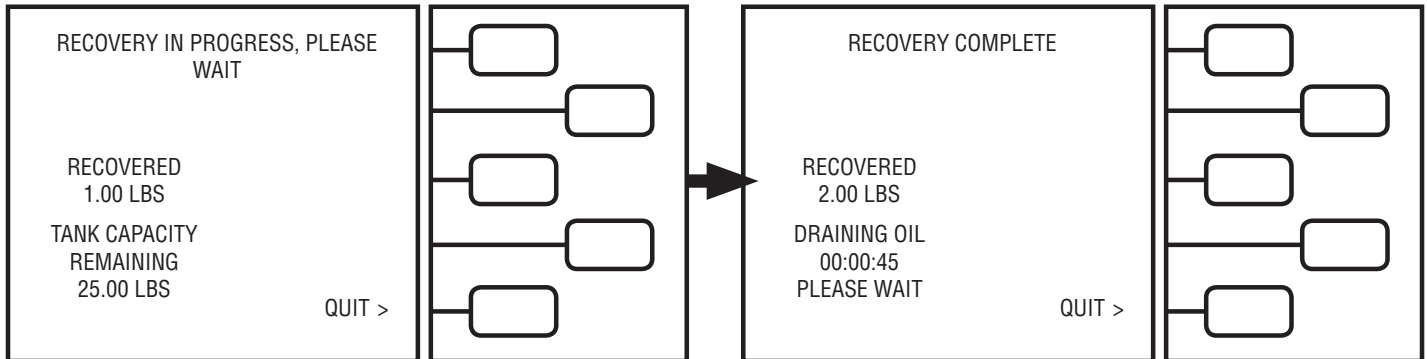 RECOVERY IN PROGRESS, PLEASE
WAIT
RECOVERED
1.00 LBS
TANK CAPACITY
REMAINING
25.00 LBS
QUIT >
RECOVERY COMPLETE
RECOVERED
2.00 LBS
DRAINING OIL
00:00:45
PLEASE WAIT
QUIT >